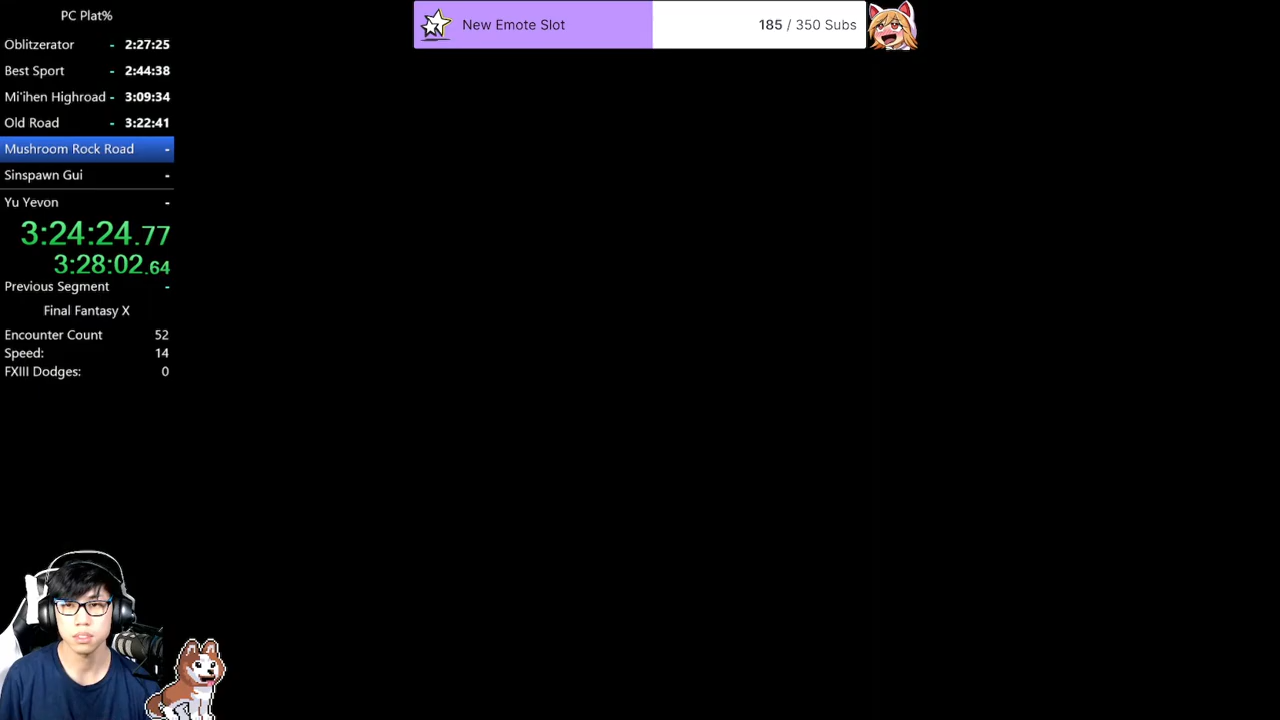 PC Plat%
Oblitzerator - 2:27:25
Best Sport - 2:44:38
Mi'ihen Highroad - 3:09:34
Old Road - 3:22:41
Mushroom Rock Road -
Sinspawn Gui -
Yu Yevon -
3:24:24.77
3:28:02.64
Previous Segment -
Final Fantasy X
Encounter Count 52
Speed: 14
FXIII Dodges: 0
New Emote Slot 185 / 350 Subs